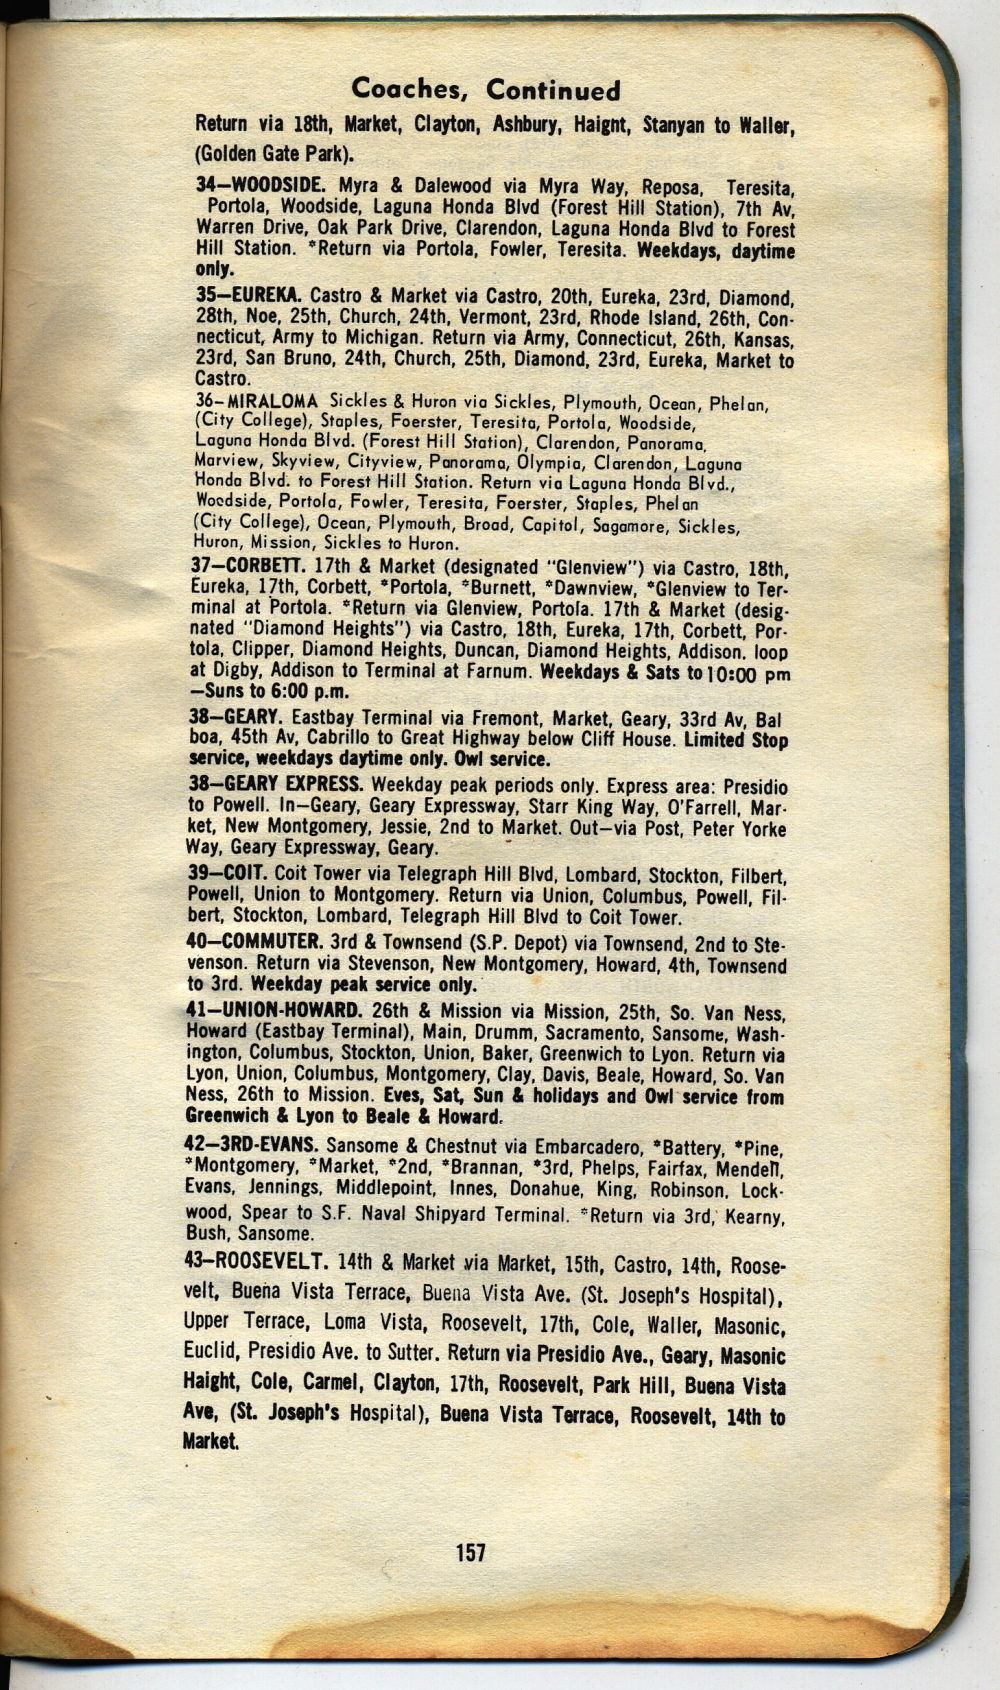 Coaches, Continued
Return via 18th, Market, Clayton, Ashbury, Haignt, Stanyan to Waller,
(Golden Gate Park).
34—WOODSIDE. Myra & Dalewood via Myra Way, Reposa, Teresita,
Portola, Woodside, Laguna Honda Blvd (Forest Hill Station), 7th Av,
Warren Drive, Oak Park Drive, Clarendon, Laguna Honda Blvd to Forest
Hill Station. *Return via Portola, Fowler, Teresita. Weekdays, daytime
only.
35—EUREKA. Castro & Market via Castro, 20th, Eureka, 23rd, Diamond,
28th, Noe, 25th, Church, 24th, Vermont, 23rd, Rhode Island, 26th, Con-
necticut, Army to Michigan. Return via Army, Connecticut, 26th, Kansas,
23rd, San Bruno, 24th, Church, 25th, Diamond, 23rd, Eureka, Market to
Castro.
36-MIRALOMA Sickles & Huron via Sickles, Plymouth, Ocean, Phelan,
(City College), Staples, Foerster, Teresita, Portola, Woodside,
Laguna Honda Blvd. (Forest Hill Station), Clarendon, Panorama,
Marview, Skyview, Cityview, Panorama, Olympia, Clarendon, Laguna
Honda Blvd. to Forest Hill Station. Return via Laguna Honda Blvd.,
Woodside, Portola, Fowler, Teresita, Foerster, Staples, Phelan
(City College), Ocean, Plymouth, Broad, Capitol, Sagamore, Sickles,
Huron, Mission, Sickles to Huron.
37—CORBETT. 17th & Market (designated "Glenview") via Castro, 18th,
Eureka, 17th, Corbett, *Portola, *Burnett, *Dawnview, *Glenview to Ter-
minal at Portola. *Return via Glenview, Portola. 17th & Market (desig-
nated "Diamond Heights") via Castro, 18th, Eureka, 17th, Corbett, Por-
tola, Clipper, Diamond Heights, Duncan, Diamond Heights, Addison. loop
at Digby, Addison to Terminal at Farnum. Weekdays & Sats to 10:00 pm
—Suns to 6:00 p.m.
38—GEARY. Eastbay Terminal via Fremont, Market, Geary, 33rd Av, Bal
boa, 45th Av, Cabrillo to Great Highway below Cliff House. Limited Stop
service, weekdays daytime only. Owl service.
38—GEARY EXPRESS. Weekday peak periods only. Express area: Presidio
to Powell. In—Geary, Geary Expressway, Starr King Way, O'Farrell, Mar-
ket, New Montgomery, Jessie, 2nd to Market. Out—via Post, Peter Yorke
Way, Geary Expressway, Geary.
39—COIT. Coit Tower via Telegraph Hill Blvd, Lombard, Stockton, Filbert,
Powell, Union to Montgomery. Return via Union, Columbus, Powell, Fil-
bert, Stockton, Lombard, Telegraph Hill Blvd to Coit Tower.
40—COMMUTER. 3rd & Townsend (S.P. Depot) via Townsend, 2nd to Ste-
venson. Return via Stevenson, New Montgomery, Howard, 4th, Townsend
to 3rd. Weekday peak service only.
41—UNION-HOWARD. 26th & Mission via Mission, 25th, So. Van Ness,
Howard (Eastbay Terminal), Main, Drumm, Sacramento, Sansome, Wash-
ington, Columbus, Stockton, Union, Baker, Greenwich to Lyon. Return via
Lyon, Union, Columbus, Montgomery, Clay, Davis, Beale, Howard, So. Van
Ness, 26th to Mission. Eves, Sat, Sun & holidays and Owl service from
Greenwich & Lyon to Beale & Howard.
42—3RD-EVANS. Sansome & Chestnut via Embarcadero, *Battery, *Pine,
*Montgomery, *Market, *2nd, *Brannan, *3rd, Phelps, Fairfax, Mendell,
Evans, Jennings, Middlepoint, Innes, Donahue, King, Robinson, Lock-
wood, Spear to S.F. Naval Shipyard Terminal. *Return via 3rd, Kearny,
Bush, Sansome.
43—ROOSEVELT. 14th & Market via Market, 15th, Castro, 14th, Roose-
velt, Buena Vista Terrace, Buena Vista Ave. (St. Joseph's Hospital),
Upper Terrace, Loma Vista, Roosevelt, 17th, Cole, Waller, Masonic,
Euclid, Presidio Ave. to Sutter. Return via Presidio Ave., Geary, Masonic
Haight, Cole, Carmel, Clayton, 17th, Roosevelt, Park Hill, Buena Vista
Ave, (St. Joseph's Hospital), Buena Vista Terrace, Roosevelt, 14th to
Market.
157